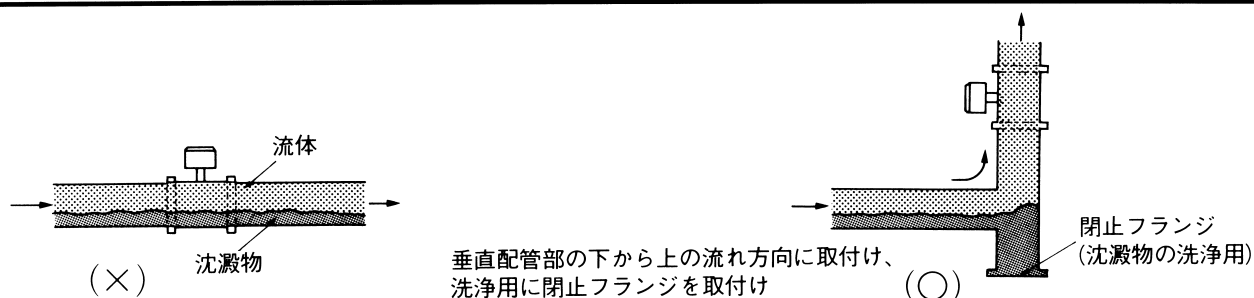 流体
沈澱物
(×)
垂直配管部の下から上の流れ方向に取付け、
洗浄用に閉止フランジを取付け
(○)
閉止フランジ
(沈澱物の洗浄用)